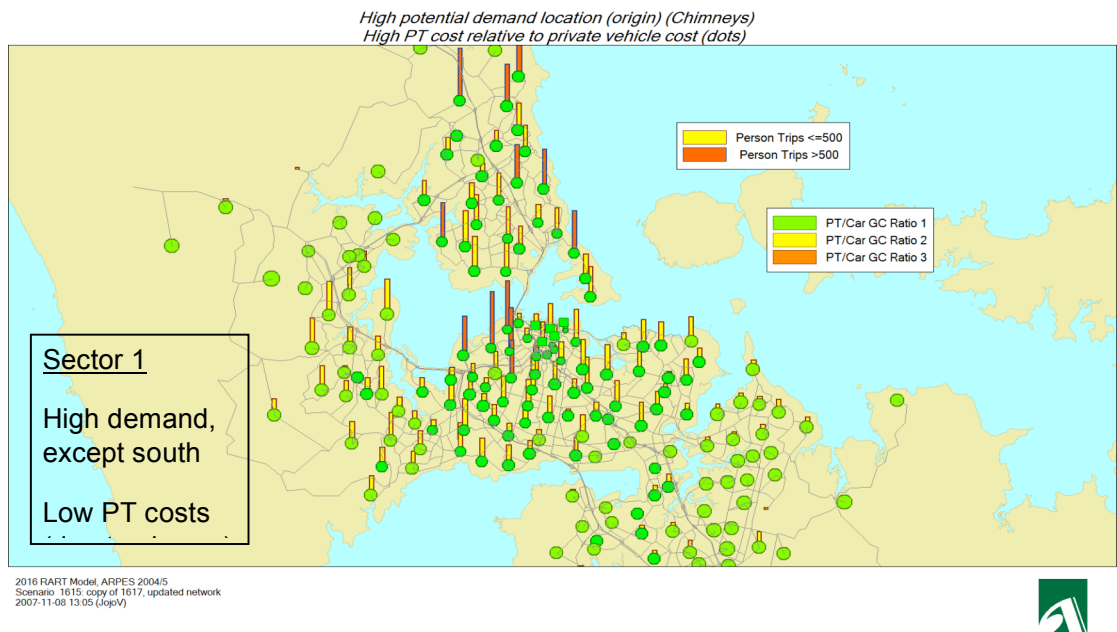 High potential demand location (origin) (Chimneys)
High PT cost relative to private vehicle cost (dots)
Person Trips <=500
Person Trips >500
PT/Car GC Ratio 1
PT/Car GC Ratio 2
PT/Car GC Ratio 3
Sector 1
High demand,
except south
Low PT costs
2016 RART Model, ARPES 2004/5
Scenario 1615: copy of 1617, updated network
2007-11-08 13:05 (JojoV)